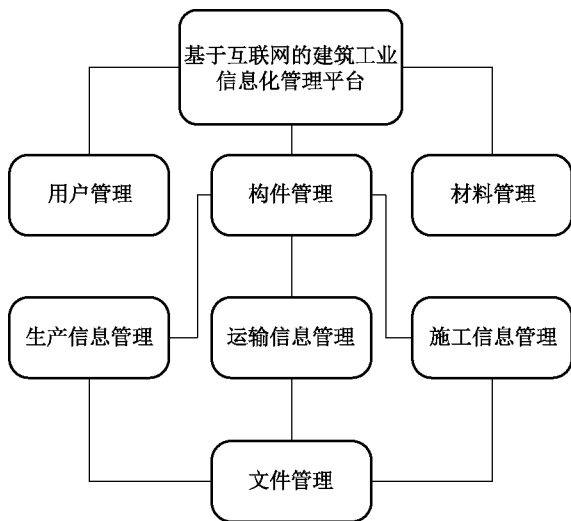 基于互联网的建筑工业
信息化管理平台
用户管理
构件管理
材料管理
生产信息管理
运输信息管理
施工信息管理
文件管理